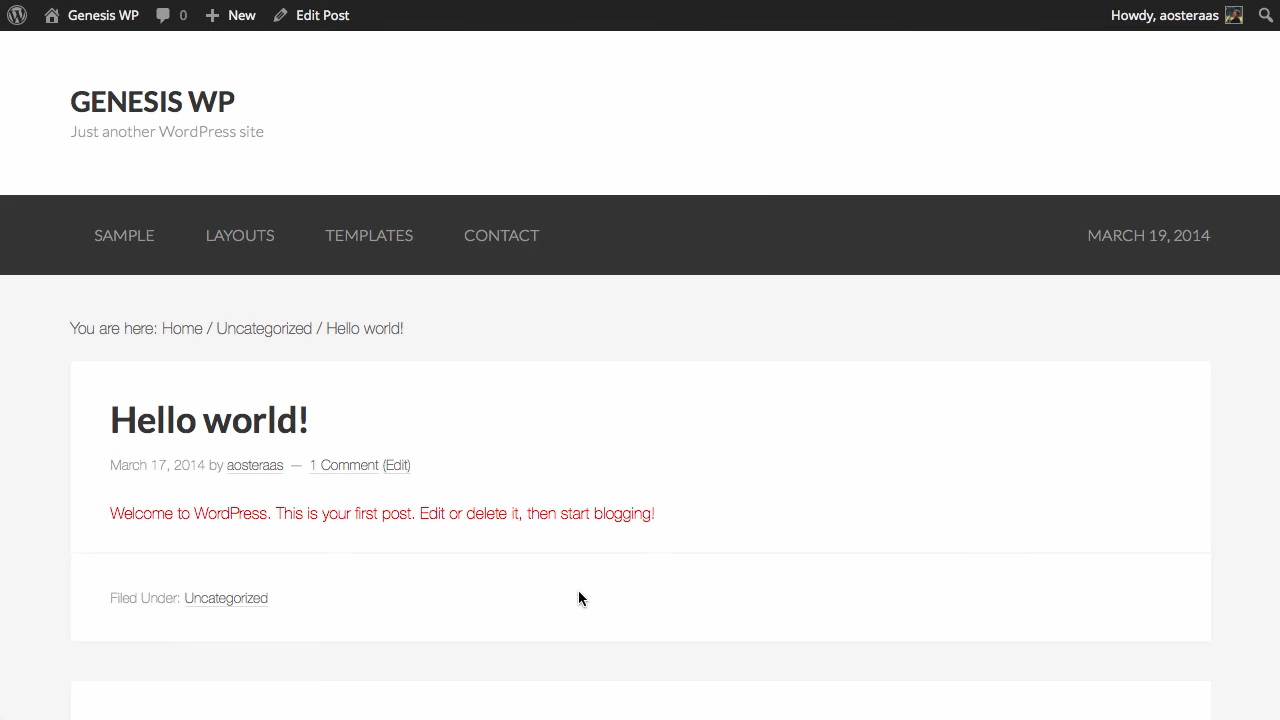 Genesis WP 0 New Edit Post Howdy, aosteraas
GENESIS WP
Just another WordPress site
SAMPLE LAYOUTS TEMPLATES CONTACT MARCH 19, 2014
You are here: Home / Uncategorized / Hello world!
Hello world!
March 17, 2014 by aosteraas — 1 Comment (Edit)
Welcome to WordPress. This is your first post. Edit or delete it, then start blogging!
Filed Under: Uncategorized